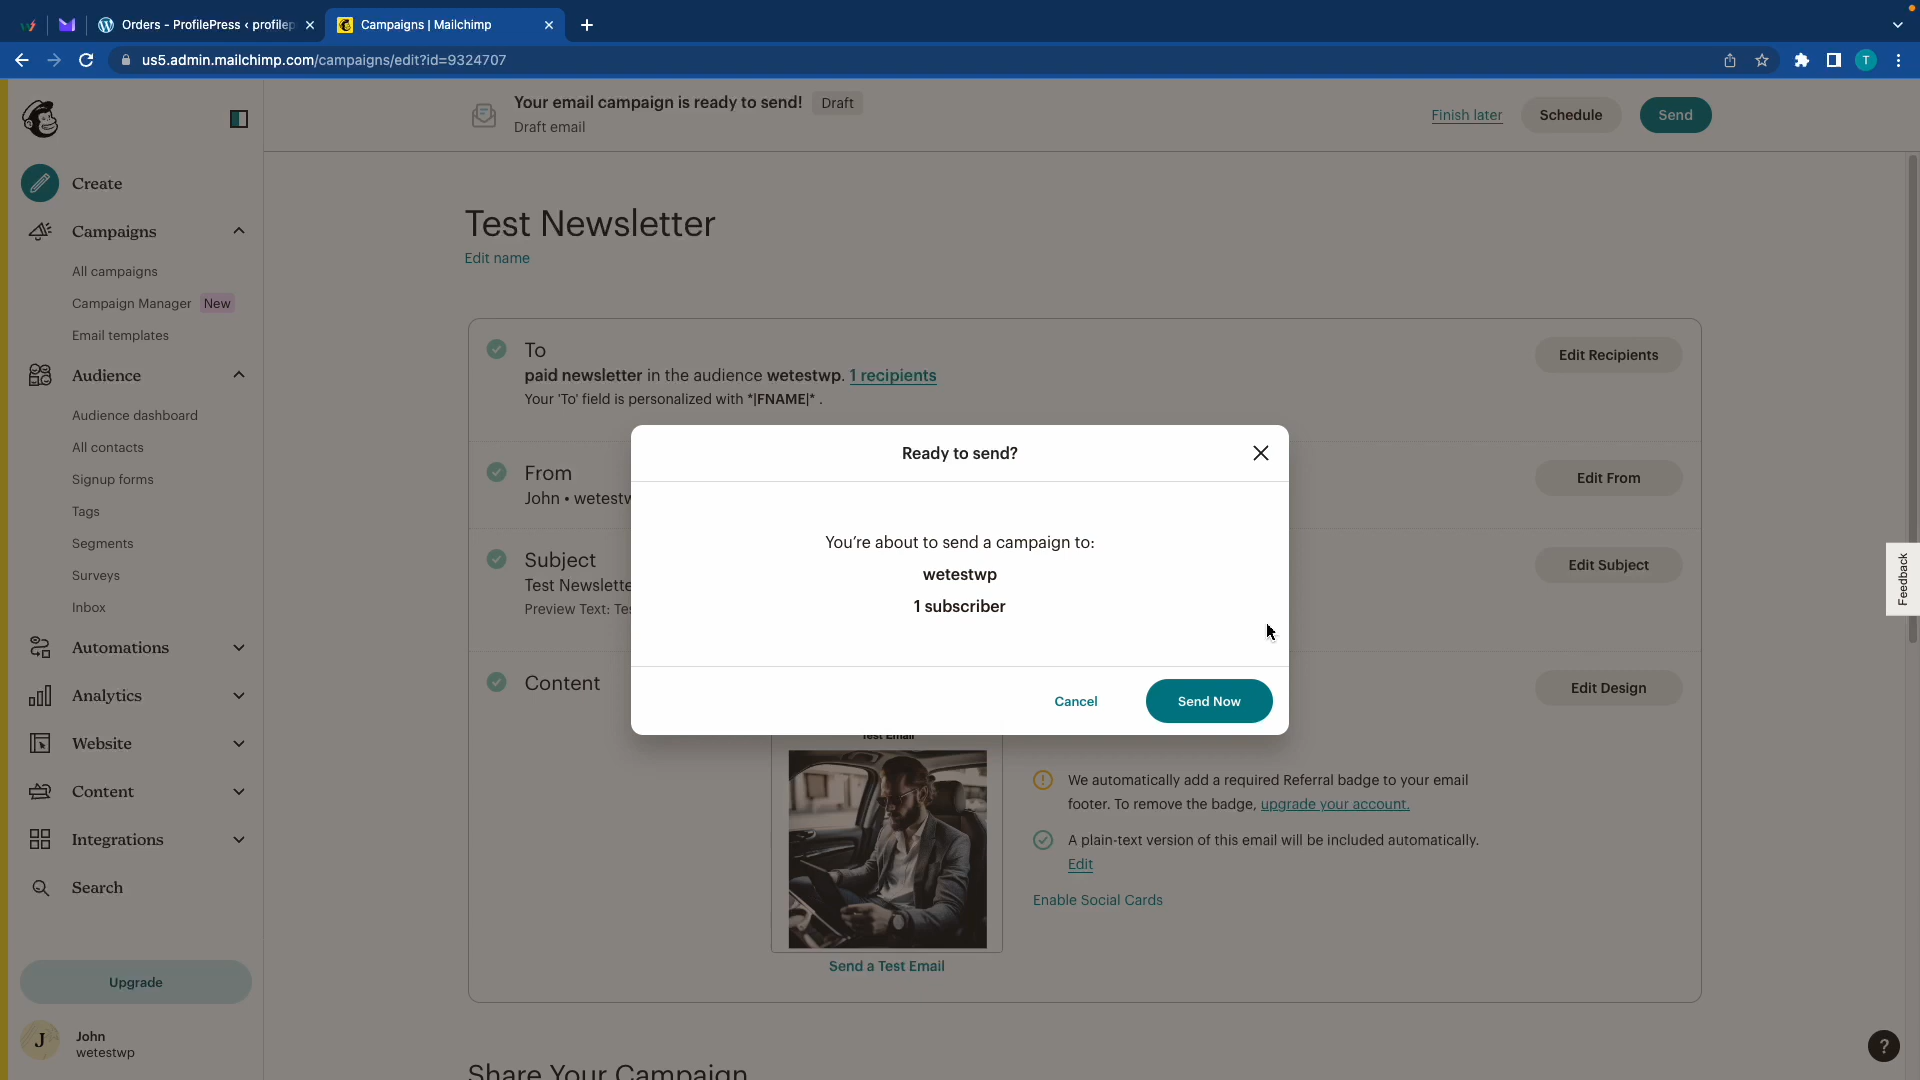 Orders - ProfilePress ‹ profilep
Campaigns | Mailchimp
us5.admin.mailchimp.com/campaigns/edit?id=9324707
T
Your email campaign is ready to send! Draft
Draft email
Finish later
Schedule
Send
Create
Campaigns
All campaigns
Campaign Manager New
Email templates
Audience
Audience dashboard
All contacts
Signup forms
Tags
Segments
Surveys
Inbox
Automations
Analytics
Website
Content
Integrations
Search
Upgrade
J
John
wetestwp
Test Newsletter
Edit name
To
paid newsletter in the audience wetestwp. 1 recipients
Your 'To' field is personalized with *|FNAME|* .
Edit Recipients
From
John •
Edit From
Subject
Test
Preview Text:
Edit Subject
Content
Edit Design
Ready to send?
You're about to send a campaign to:
wetestwp
1 subscriber
Cancel
Send Now
Test Email
We automatically add a required Referral badge to your email
footer. To remove the badge, upgrade your account.
A plain-text version of this email will be included automatically.
Edit
Enable Social Cards
Send a Test Email
Share Your Campaign
Feedback
?